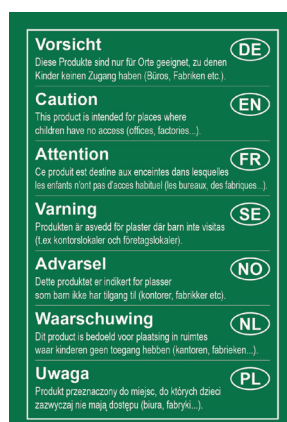 Vorsicht
DE
Diese Produkte sind nur für Orte geeignet, zu denen
Kinder keinen Zugang haben (Büros, Fabriken etc.).
Caution
EN
This product is intended for places where
children have no access (offices, factories...).
Attention
FR
Ce produit est destine aux enceintes dans lesquelles
les enfants n'ont pas d'acces habituel (les bureaux, des fabriques...).
Varning
SE
Produkten är asvedd för plaster där barn inte visitas
(t.ex kontorslokaler och företagslokaler).
Advarsel
NO
Dette produktet er indikert for plasser
som barn ikke har tilgang til (kontorer, fabrikker etc).
Waarschuwing
NL
Dit product is bedoeld voor plaatsing in ruimtes
waar kinderen geen toegang hebben (kantoren, fabrieken...).
Uwaga
PL
Produkt przeznaczony do miejsc, do których dzieci
zazwyczaj nie mają dostępu (biura, fabryki...).